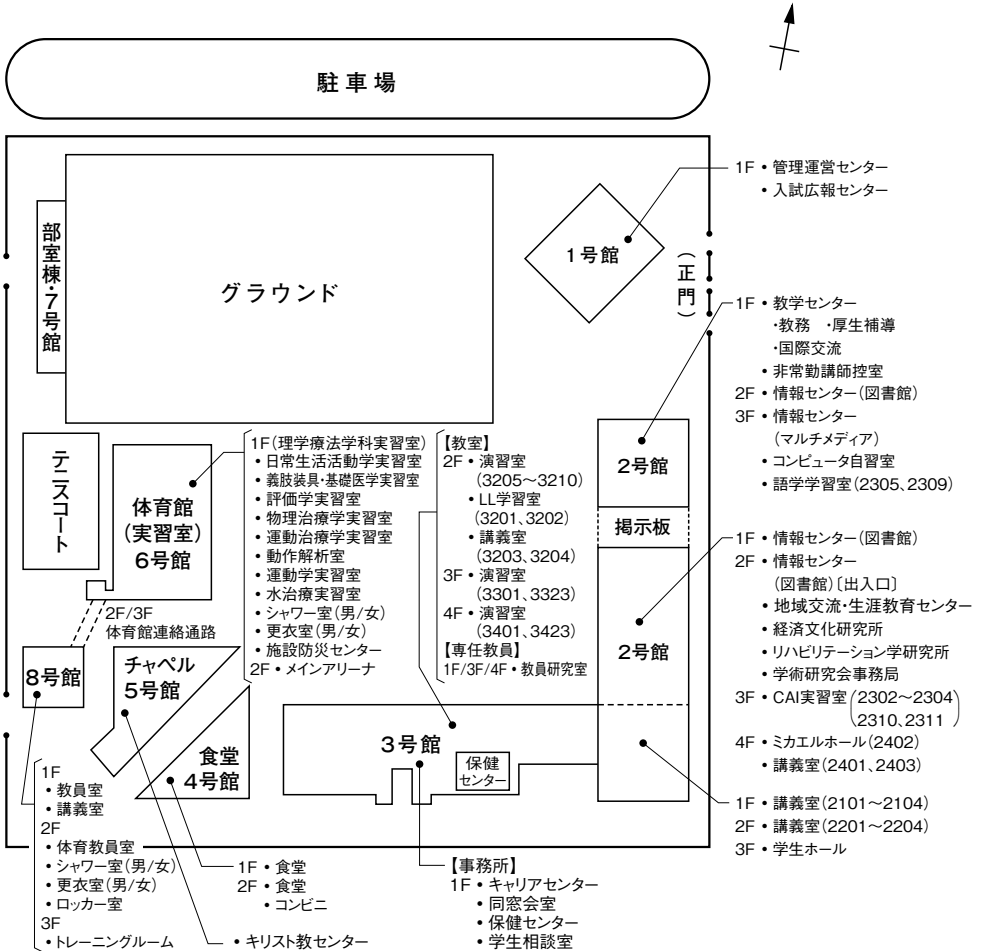 駐車場
部室棟・7号館
グラウンド
1号館
（正門）
1F・管理運営センター
・入試広報センター
1F・教学センター
・教務 ・厚生補導
・国際交流
・非常勤講師控室
2F・情報センター（図書館）
3F・情報センター
（マルチメディア）
・コンピュータ自習室
・語学学習室（2305、2309）
テニスコート
体育館
（実習室）
6号館
1F（理学療法学科実習室）
・日常生活活動学実習室
・義肢装具・基礎医学実習室
・評価学実習室
・物理治療学実習室
・運動治療学実習室
・動作解析室
・運動学実習室
・水治療実習室
・シャワー室（男/女）
・更衣室（男/女）
・施設防災センター
2F・メインアリーナ
【教室】
2F・演習室
（3205～3210）
・LL学習室
（3201、3202）
・講義室
（3203、3204）
3F・演習室
（3301、3323）
4F・演習室
（3401、3423）
【専任教員】
1F/3F/4F・教員研究室
2号館
掲示板
2号館
1F・情報センター（図書館）
2F・情報センター
（図書館）〔出入口〕
・地域交流・生涯教育センター
・経済文化研究所
・リハビリテーション学研究所
・学術研究会事務局
3F・CAI実習室（2302～2304
2310、2311）
4F・ミカエルホール（2402）
・講義室（2401、2403）
1F・講義室（2101～2104）
2F・講義室（2201～2204）
3F・学生ホール
2F/3F
体育館連絡通路
8号館
チャペル
5号館
食堂
4号館
3号館
保健
センター
1F
・教員室
・講義室
2F
・体育教員室
・シャワー室（男/女）
・更衣室（男/女）
・ロッカー室
3F
・トレーニングルーム
1F・食堂
2F・食堂
・コンビニ
・キリスト教センター
【事務所】
1F・キャリアセンター
・同窓会室
・保健センター
・学生相談室